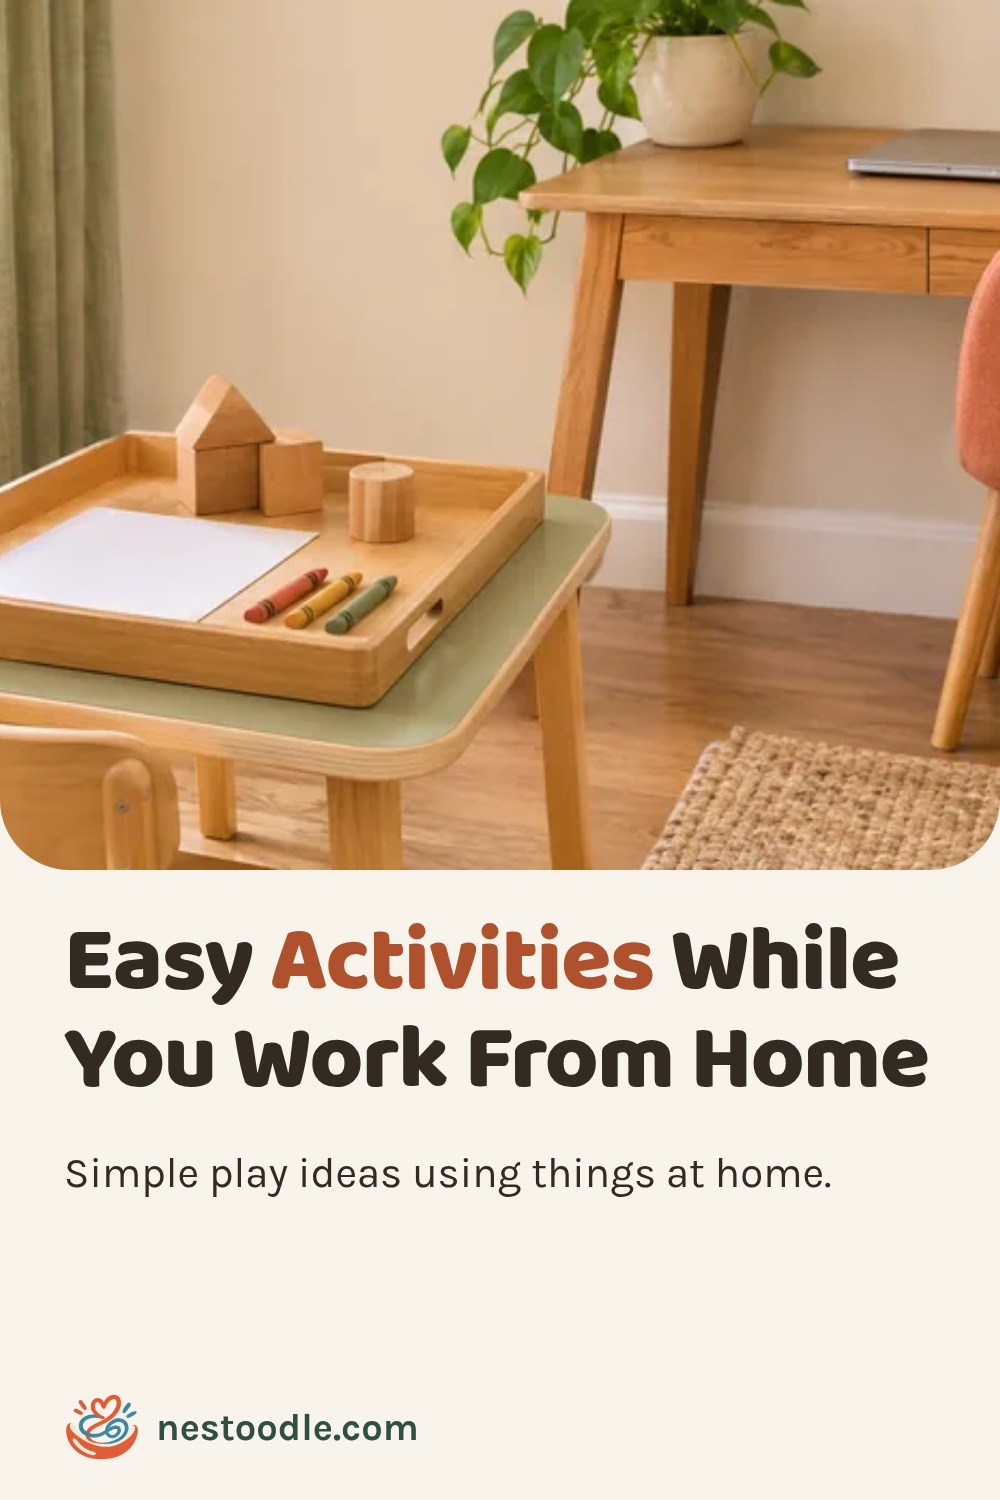 Easy Activities While
You Work From Home
Simple play ideas using things at home.
nestoodle.com